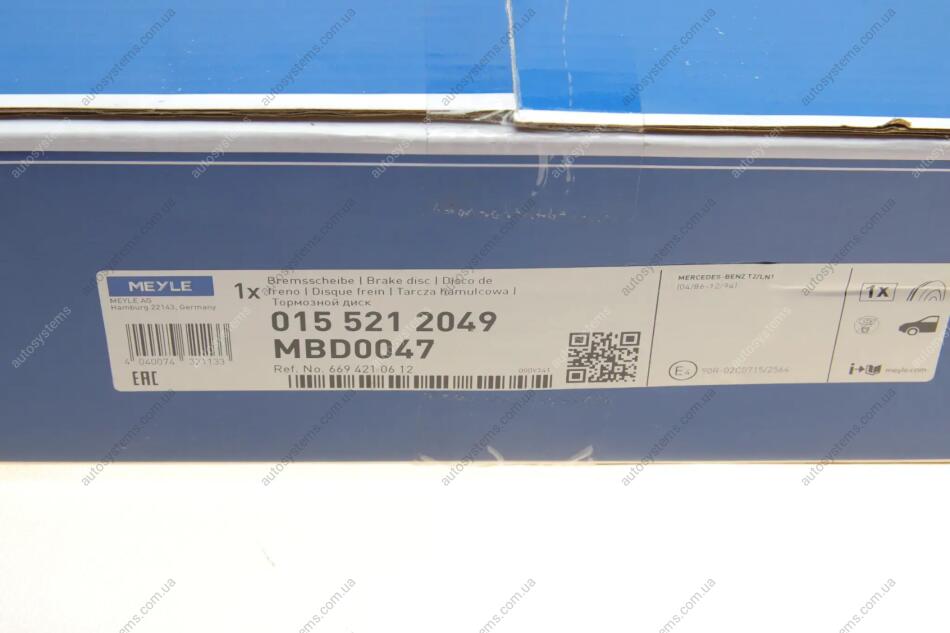 MEYLE
MEYLE AG
Hamburg 22143, Germany
4 040074 321133
EAC
1x
Bremsscheibe | Brake disc | Disco de
freno | Disque frein | Tarcza hamulcowa |
Тормозной диск
015 521 2049
MBD0047
Ref. No. 669 421 06 12
MERCEDES-BENZ T2/LN1
(04/86-12/94)
E4
90R-02C0715/2564
1X
meyle.com
autosystems.com.ua